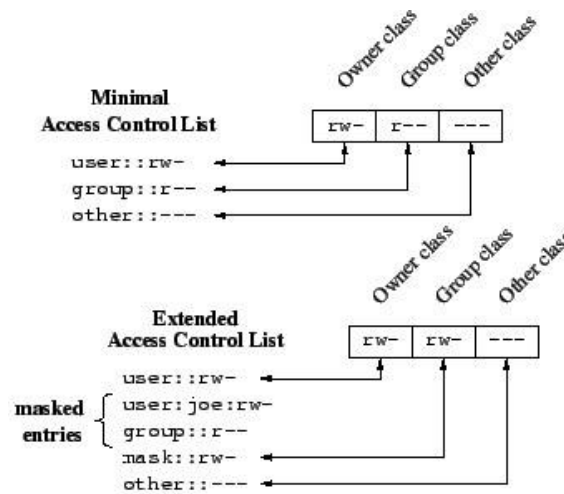 Owner class
Group class
Other class
Minimal
Access Control List
rw- r-- ---
user::rw-
group::r--
other::---
Owner class
Group class
Other class
Extended
Access Control List
rw- rw- ---
user::rw-
masked
entries
user:joe:rw-
group::r--
mask::rw-
other::---